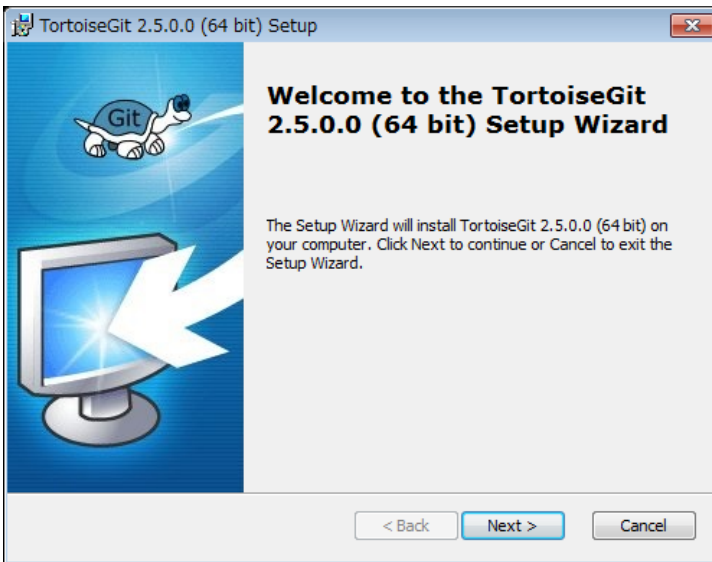 TortoiseGit 2.5.0.0 (64 bit) Setup
Git
Welcome to the TortoiseGit
2.5.0.0 (64 bit) Setup Wizard
The Setup Wizard will install TortoiseGit 2.5.0.0 (64 bit) on
your computer. Click Next to continue or Cancel to exit the
Setup Wizard.
< Back Next > Cancel